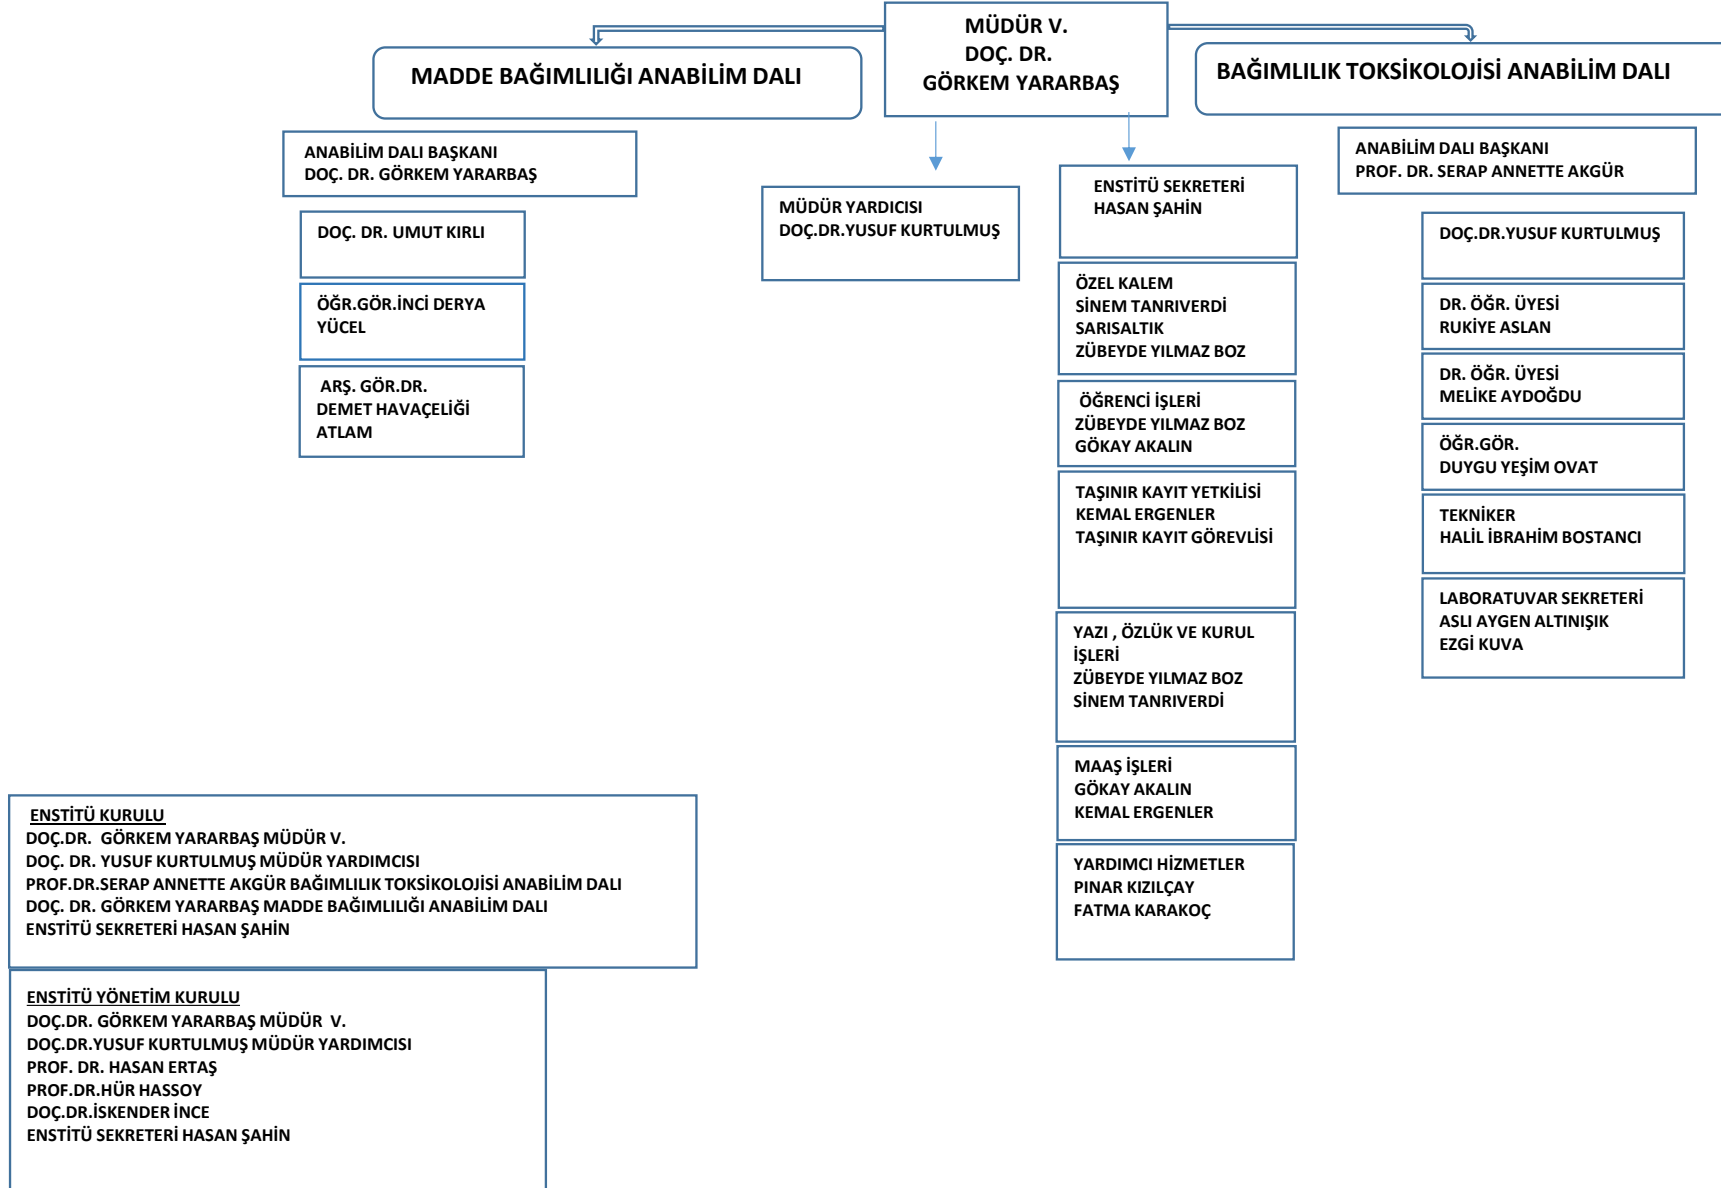 MÜDÜR V.
DOÇ. DR.
GÖRKEM YARARBAŞ
MADDE BAĞIMLILIĞI ANABİLİM DALI
BAĞIMLILIK TOKSİKOLOJİSİ ANABİLİM DALI
ANABİLİM DALI BAŞKANI
DOÇ. DR. GÖRKEM YARARBAŞ
DOÇ. DR. UMUT KIRLI
ÖĞR.GÖR.İNCİ DERYA
YÜCEL
ARŞ. GÖR.DR.
DEMET HAVAÇELİĞİ
ATLAM
MÜDÜR YARDICISI
DOÇ.DR.YUSUF KURTULMUŞ
ENSTİTÜ SEKRETERİ
HASAN ŞAHİN
ÖZEL KALEM
SİNEM TANRIVERDİ
SARISALTIK
ZÜBEYDE YILMAZ BOZ
ÖĞRENCİ İŞLERİ
ZÜBEYDE YILMAZ BOZ
GÖKAY AKALIN
TAŞINIR KAYIT YETKİLİSİ
KEMAL ERGENLER
TAŞINIR KAYIT GÖREVLİSİ
YAZI , ÖZLÜK VE KURUL
İŞLERİ
ZÜBEYDE YILMAZ BOZ
SİNEM TANRIVERDİ
MAAŞ İŞLERİ
GÖKAY AKALIN
KEMAL ERGENLER
YARDIMCI HİZMETLER
PINAR KIZILÇAY
FATMA KARAKOÇ
ANABİLİM DALI BAŞKANI
PROF. DR. SERAP ANNETTE AKGÜR
DOÇ.DR.YUSUF KURTULMUŞ
DR. ÖĞR. ÜYESİ
RUKİYE ASLAN
DR. ÖĞR. ÜYESİ
MELİKE AYDOĞDU
ÖĞR.GÖR.
DUYGU YEŞİM OVAT
TEKNİKER
HALİL İBRAHİM BOSTANCI
LABORATUVAR SEKRETERİ
ASLI AYGEN ALTINIŞIK
EZGİ KUVA
ENSTİTÜ KURULU
DOÇ.DR. GÖRKEM YARARBAŞ MÜDÜR V.
DOÇ. DR. YUSUF KURTULMUŞ MÜDÜR YARDIMCISI
PROF.DR.SERAP ANNETTE AKGÜR BAĞIMLILIK TOKSİKOLOJİSİ ANABİLİM DALI
DOÇ. DR. GÖRKEM YARARBAŞ MADDE BAĞIMLILIĞI ANABİLİM DALI
ENSTİTÜ SEKRETERİ HASAN ŞAHİN
ENSTİTÜ YÖNETİM KURULU
DOÇ.DR. GÖRKEM YARARBAŞ MÜDÜR V.
DOÇ.DR.YUSUF KURTULMUŞ MÜDÜR YARDIMCISI
PROF. DR. HASAN ERTAŞ
PROF.DR.HÜR HASSOY
DOÇ.DR.İSKENDER İNCE
ENSTİTÜ SEKRETERİ HASAN ŞAHİN